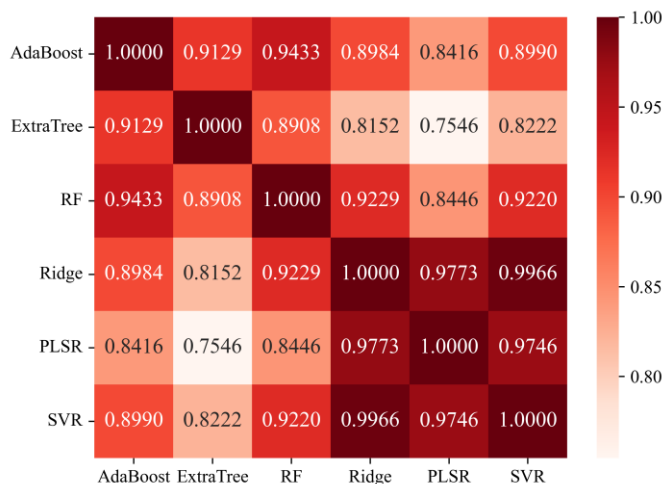 AdaBoost 1.0000 0.9129 0.9433 0.8984 0.8416 0.8990
ExtraTree 0.9129 1.0000 0.8908 0.8152 0.7546 0.8222
RF 0.9433 0.8908 1.0000 0.9229 0.8446 0.9220
Ridge 0.8984 0.8152 0.9229 1.0000 0.9773 0.9966
PLSR 0.8416 0.7546 0.8446 0.9773 1.0000 0.9746
SVR 0.8990 0.8222 0.9220 0.9966 0.9746 1.0000
AdaBoost ExtraTree RF Ridge PLSR SVR
1.00
0.95
0.90
0.85
0.80